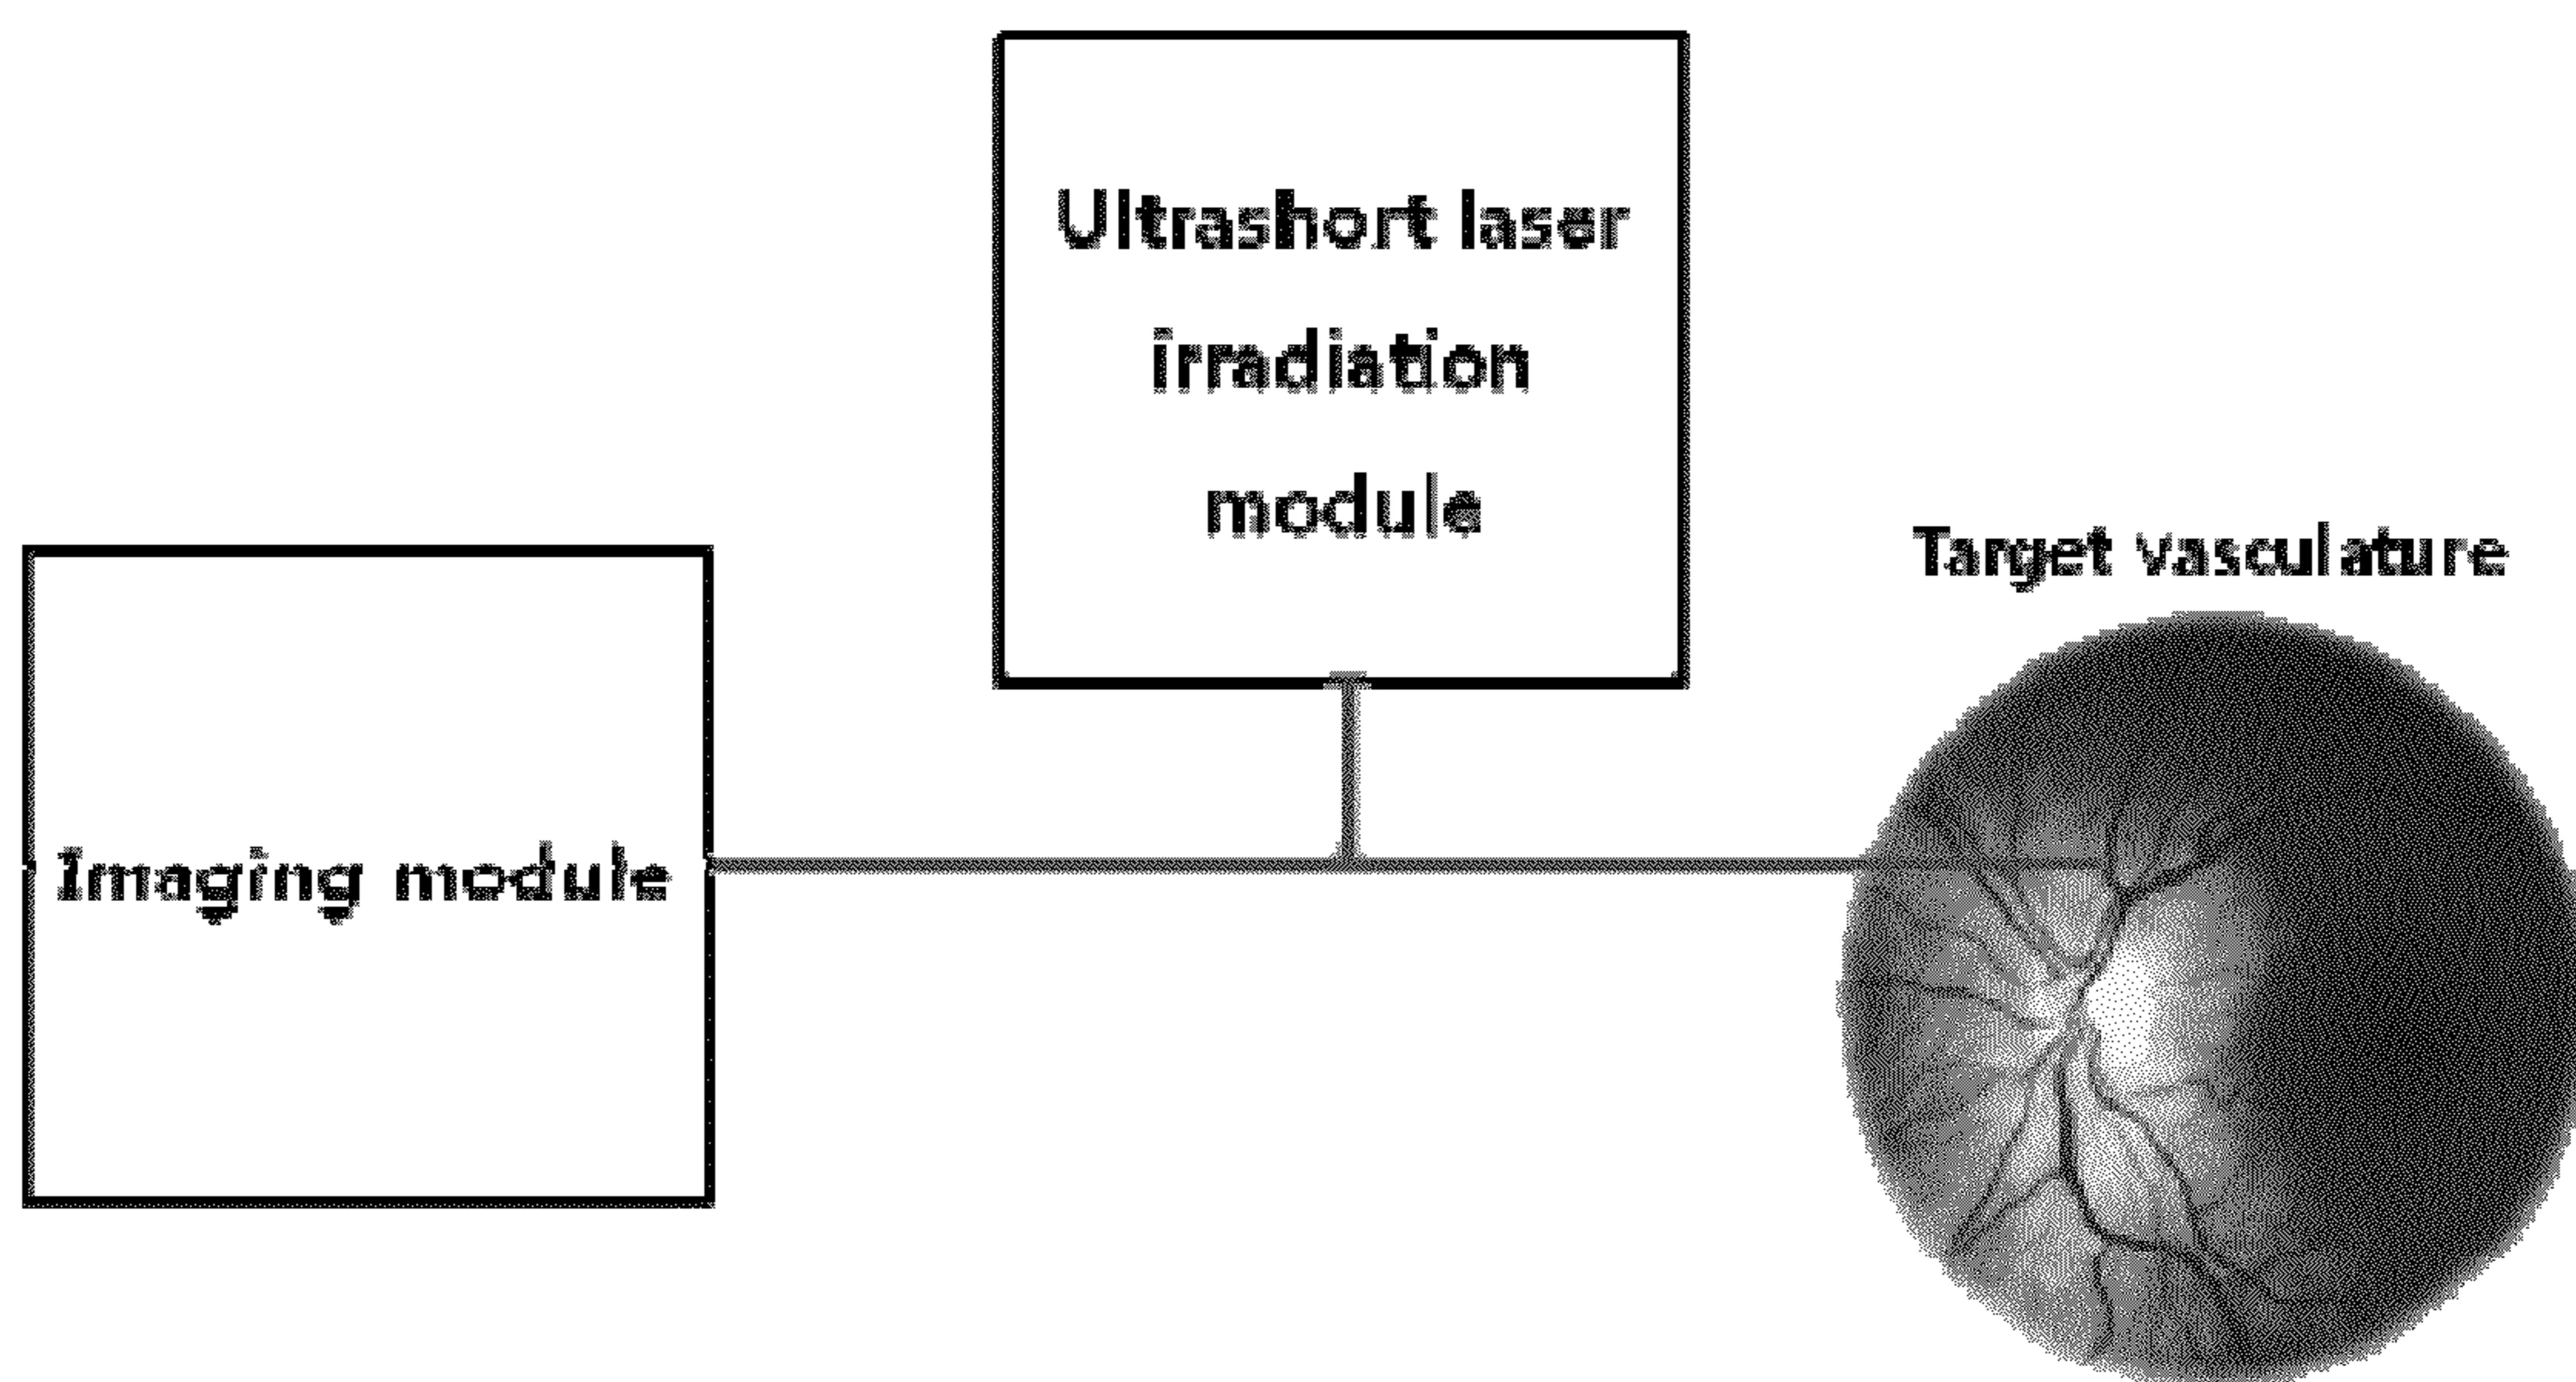 Ultrashort laser
irradiation
module
Target vasculature
Imaging module